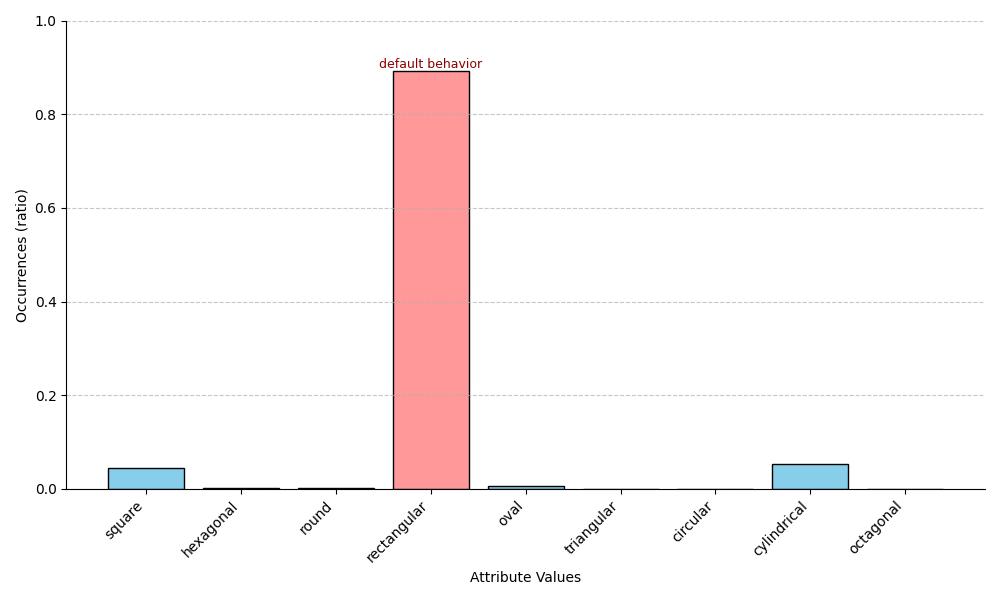 1.0
default behavior
0.8
0.6
0.4
0.2
0.0
Occurrences (ratio)
square
hexagonal
round
rectangular
oval
triangular
circular
cylindrical
octagonal
Attribute Values